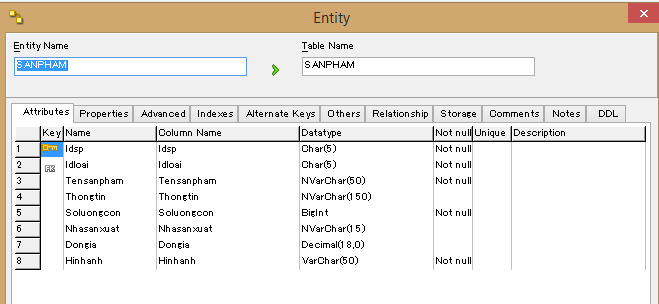 Entity
Entity Name
Table Name
SANPHAM
SANPHAM
Attributes Properties Advanced Indexes Alternate Keys Others Relationship Storage Comments Notes DDL
Key Name Column Name Datatype Not null Unique Description
1 Idsp Idsp Char(5) Not null
2 FK Idloai Idloai Char(5) Not null
3 Tensanpham Tensanpham NVarChar(50) Not null
4 Thongtin Thongtin NVarChar(150)
5 Soluongcon Soluongcon BigInt Not null
6 Nhasanxuat Nhasanxuat NVarChar(15)
7 Dongia Dongia Decimal(18,0)
8 Hinhanh Hinhanh VarChar(50) Not null